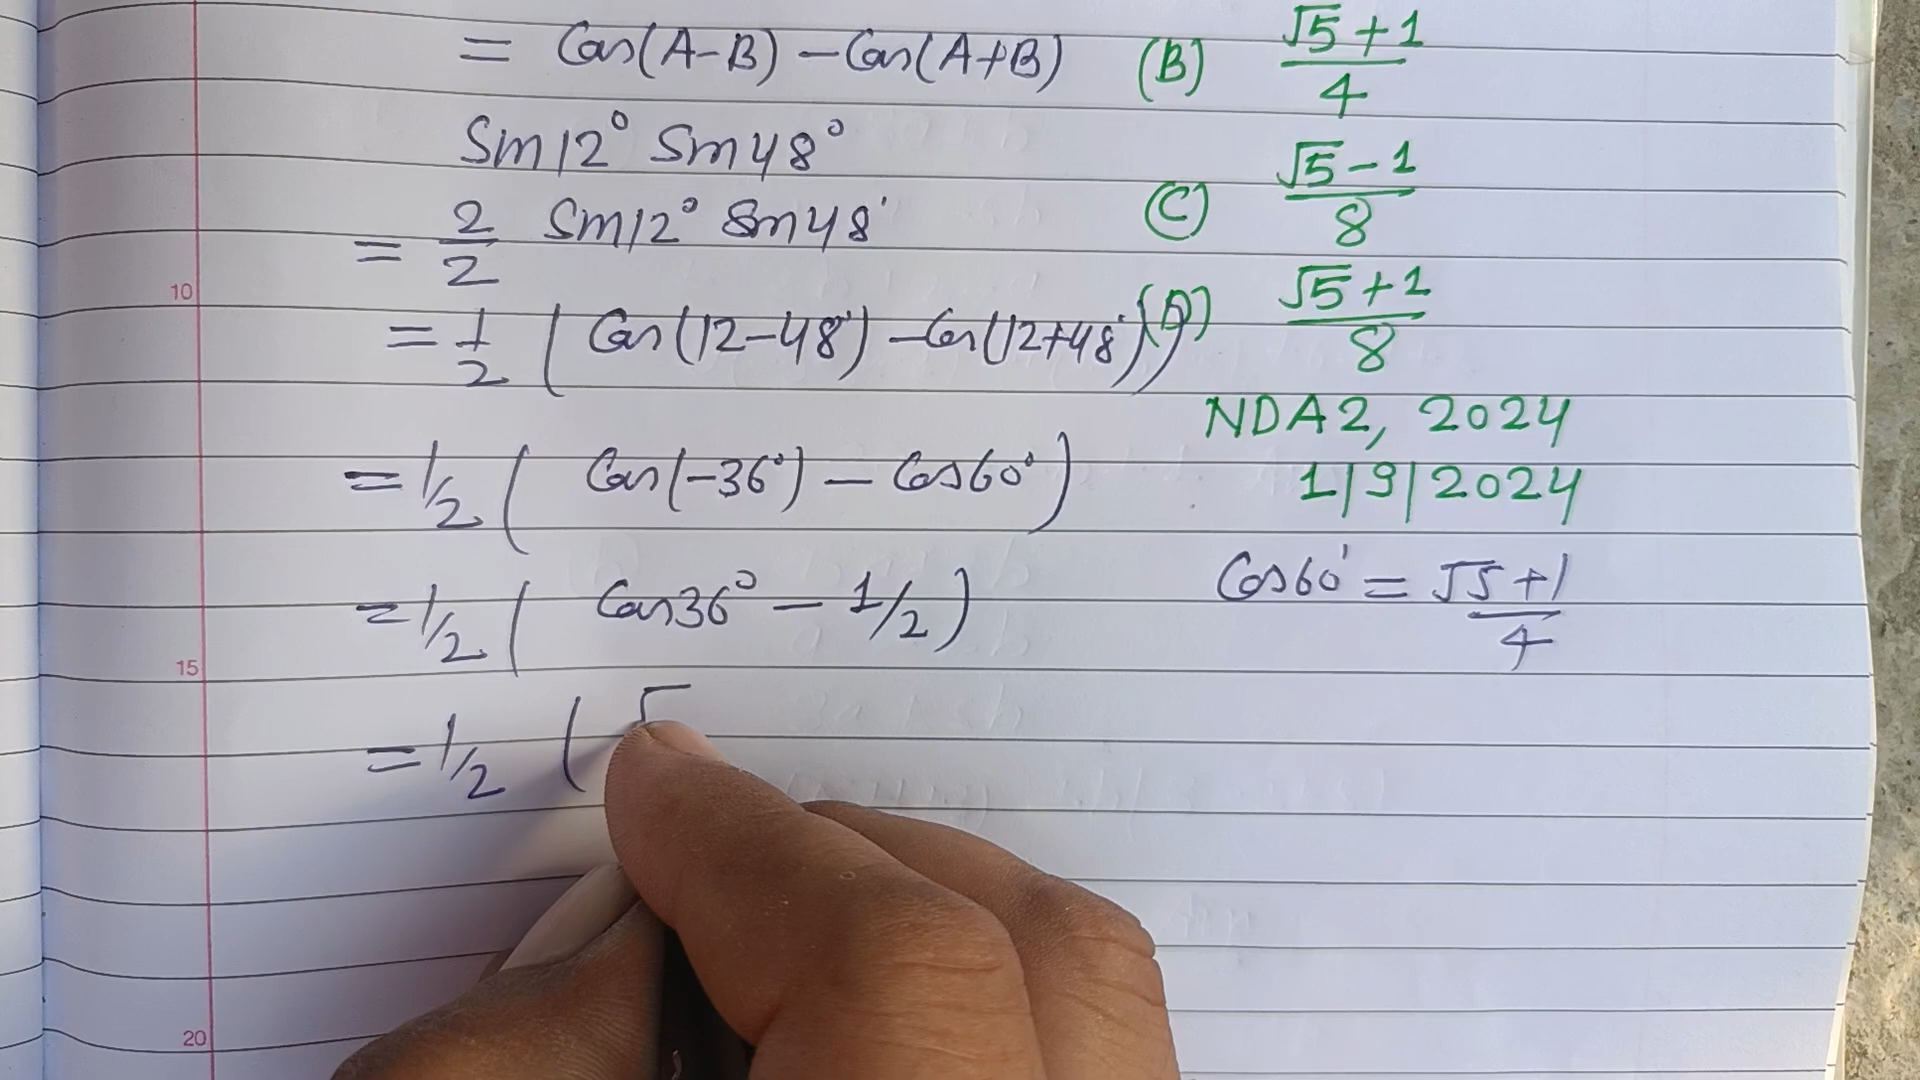 = Cos(A-B) - Cos(A+B)
(B) √5+1/4
Sin12° Sin48°
(C) √5-1/8
= 2/2 Sin12° Sin48°
10
= 1/2 ( Cos(12-48°) - Cos(12+48°))
(D) √5+1/8
NDA2, 2024
= 1/2 ( Cos(-36°) - Cos60° )
1/9/2024
= 1/2 ( Cos36° - 1/2 )
Cos60° = √5+1/4
15
= 1/2 ( √
20